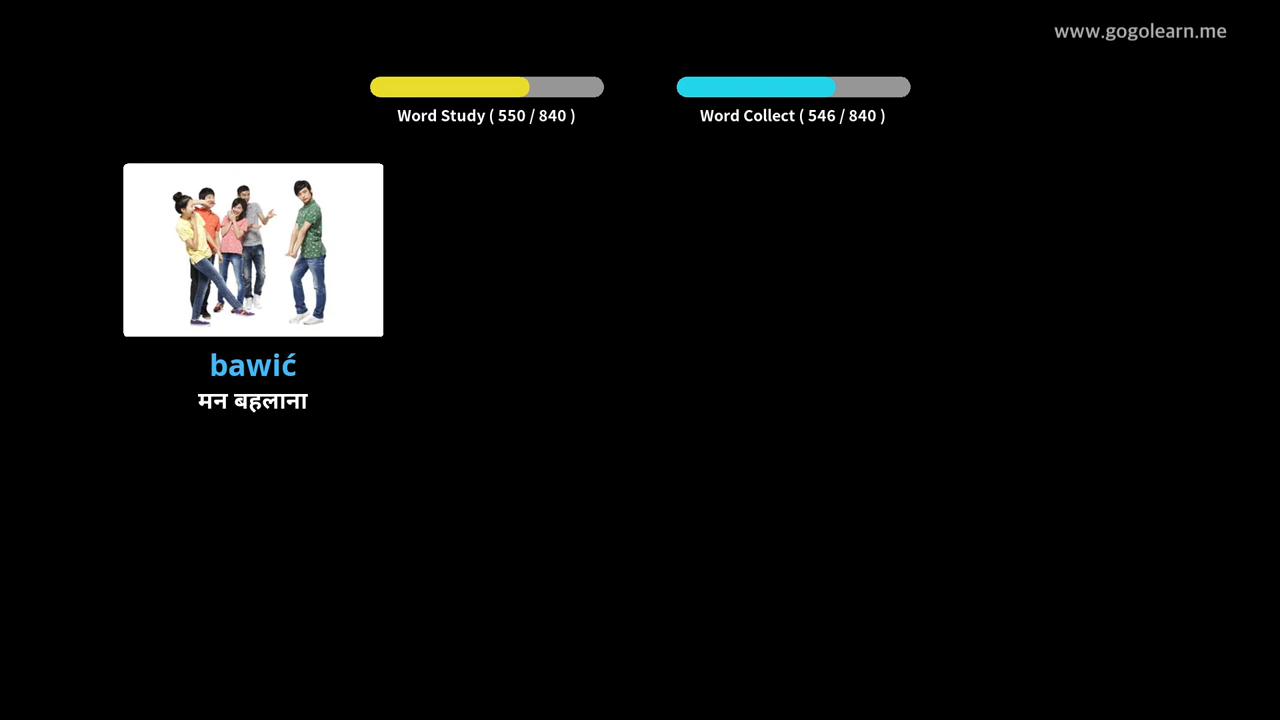 www.gogolearn.me
Word Study ( 550 / 840 )
Word Collect ( 546 / 840 )
bawić
मन बहलाना